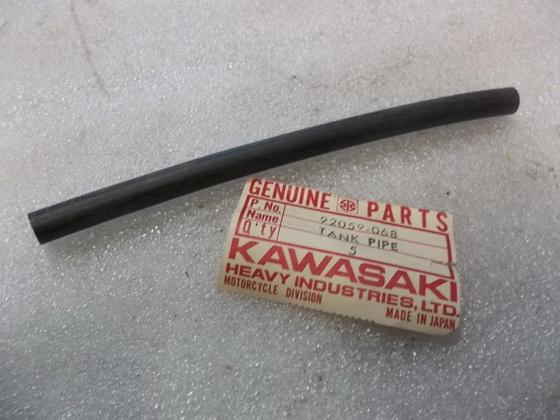 GENUINE PARTS
P. No. 92059-068
Name TANK PIPE
Q'ty 5
KAWASAKI
HEAVY INDUSTRIES, LTD.
MOTORCYCLE DIVISION
MADE IN JAPAN